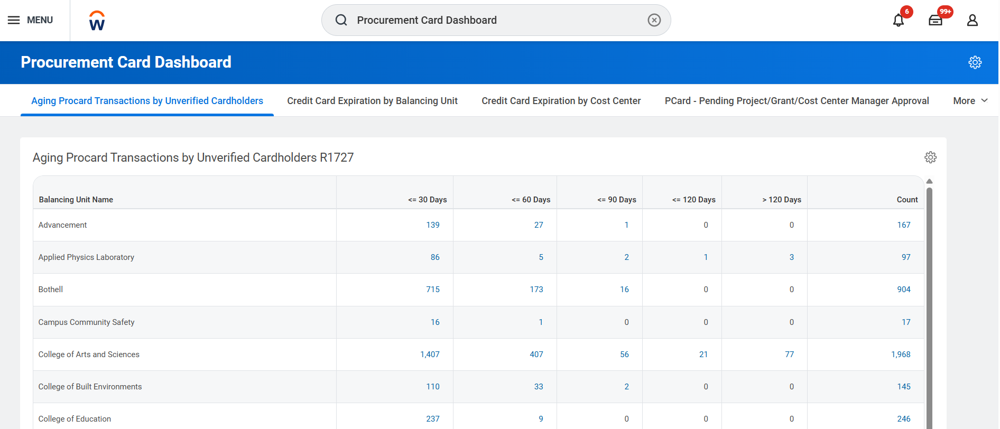 MENU
W
Procurement Card Dashboard
6
99+
Procurement Card Dashboard
Aging Procard Transactions by Unverified Cardholders Credit Card Expiration by Balancing Unit Credit Card Expiration by Cost Center PCard - Pending Project/Grant/Cost Center Manager Approval More
Aging Procard Transactions by Unverified Cardholders R1727
Balancing Unit Name <= 30 Days <= 60 Days <= 90 Days <= 120 Days > 120 Days Count
Advancement 139 27 1 0 0 167
Applied Physics Laboratory 86 5 2 1 3 97
Bothell 715 173 16 0 0 904
Campus Community Safety 16 1 0 0 0 17
College of Arts and Sciences 1,407 407 56 21 77 1,968
College of Built Environments 110 33 2 0 0 145
College of Education 237 9 0 0 0 246